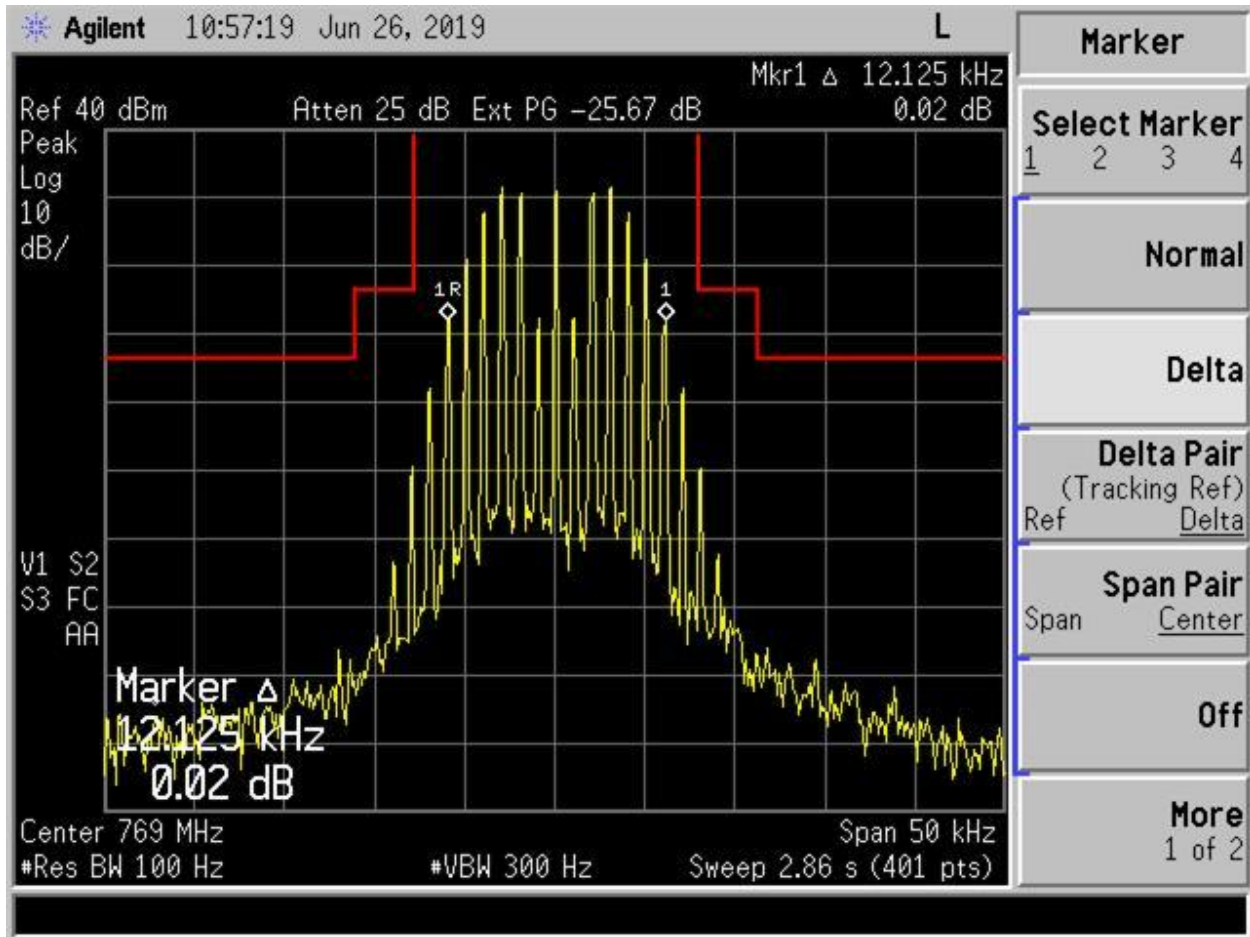 Agilent 10:57:19 Jun 26, 2019 L
Mkr1 Δ 12.125 kHz
Ref 40 dBm Atten 25 dB Ext PG -25.67 dB 0.02 dB
Peak
Log
10
dB/
1R 1
V1 S2
S3 FC
AA
Marker Δ
12.125 kHz
0.02 dB
Center 769 MHz Span 50 kHz
#Res BW 100 Hz #VBW 300 Hz Sweep 2.86 s (401 pts)
Marker
Select Marker
1 2 3 4
Normal
Delta
Delta Pair
(Tracking Ref)
Ref Delta
Span Pair
Span Center
Off
More
1 of 2